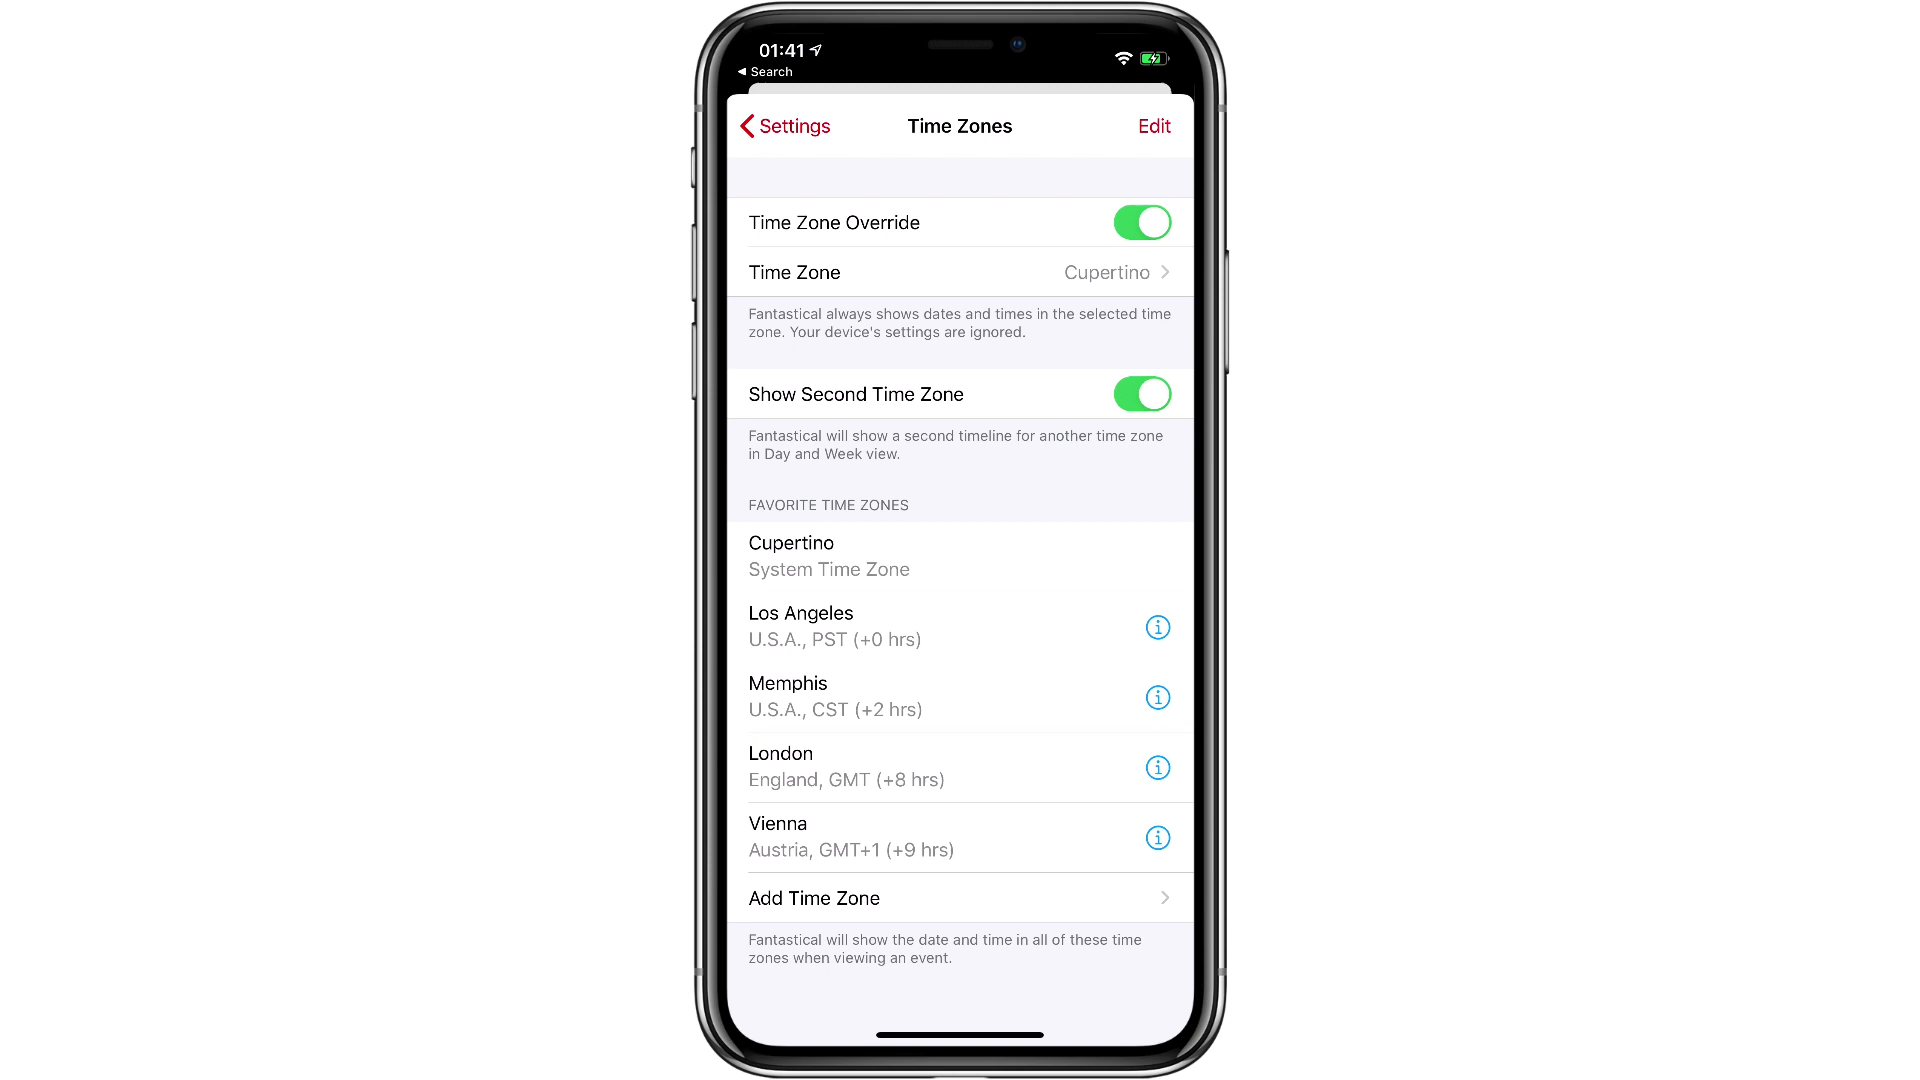 01:41
Search
Settings
Time Zones
Edit
Time Zone Override
Time Zone
Cupertino
Fantastical always shows dates and times in the selected time
zone. Your device's settings are ignored.
Show Second Time Zone
Fantastical will show a second timeline for another time zone
in Day and Week view.
FAVORITE TIME ZONES
Cupertino
System Time Zone
Los Angeles
U.S.A., PST (+0 hrs)
Memphis
U.S.A., CST (+2 hrs)
London
England, GMT (+8 hrs)
Vienna
Austria, GMT+1 (+9 hrs)
Add Time Zone
Fantastical will show the date and time in all of these time
zones when viewing an event.